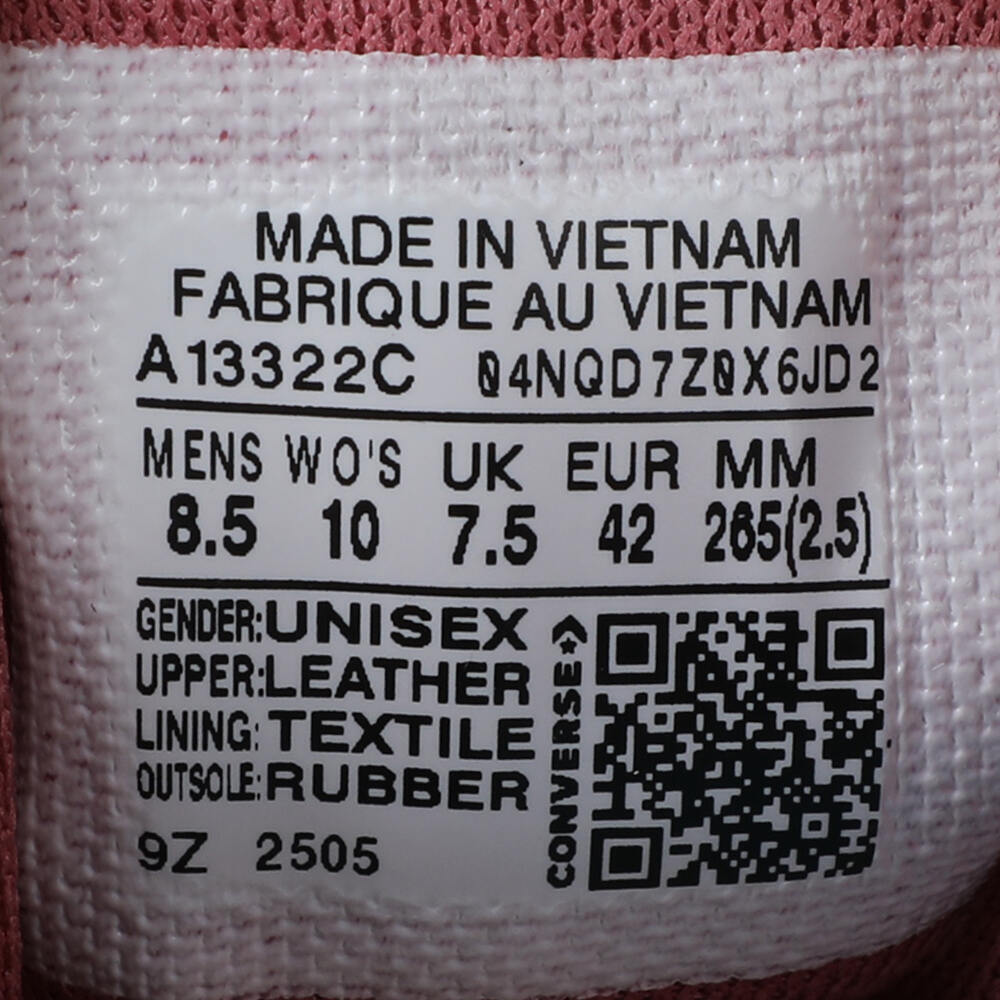 MADE IN VIETNAM
FABRIQUE AU VIETNAM
A13322C 04NQD7Z0X6JD2
MENS WO'S UK EUR MM
8.5 10 7.5 42 265(2.5)
GENDER:UNISEX
UPPER:LEATHER
LINING:TEXTILE
OUTSOLE:RUBBER
CONVERSE
9Z 2505